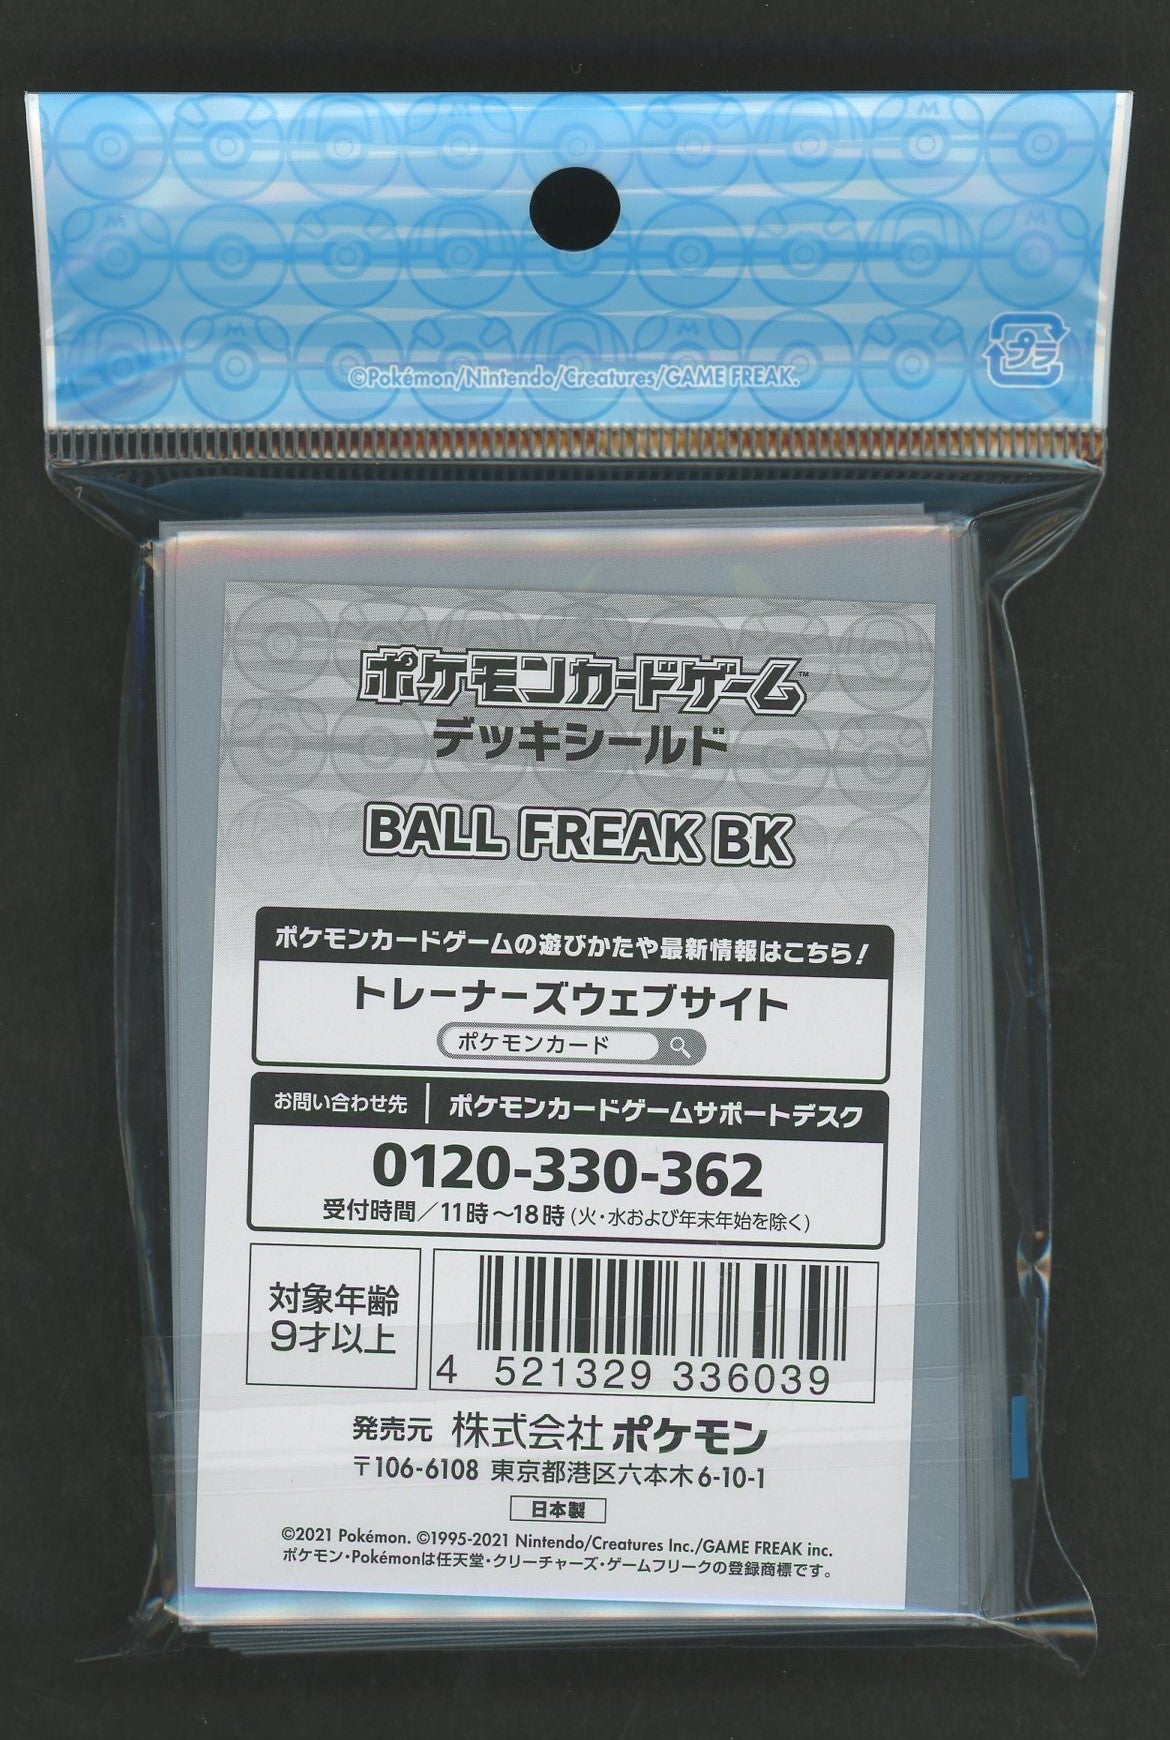 ©Pokémon/Nintendo/Creatures/GAME FREAK.
プラ
ポケモンカードゲーム™
デッキシールド
BALL FREAK BK
ポケモンカードゲームの遊びかたや最新情報はこちら!
トレーナーズウェブサイト
ポケモンカード
お問い合わせ先 ポケモンカードゲームサポートデスク
0120-330-362
受付時間/11時~18時(火・水および年末年始を除く)
対象年齢
9才以上
4 521329 336039
発売元 株式会社ポケモン
〒106-6108 東京都港区六本木6-10-1
日本製
©2021 Pokémon. ©1995-2021 Nintendo/Creatures Inc./GAME FREAK inc.
ポケモン・Pokémonは任天堂・クリーチャーズ・ゲームフリークの登録商標です。